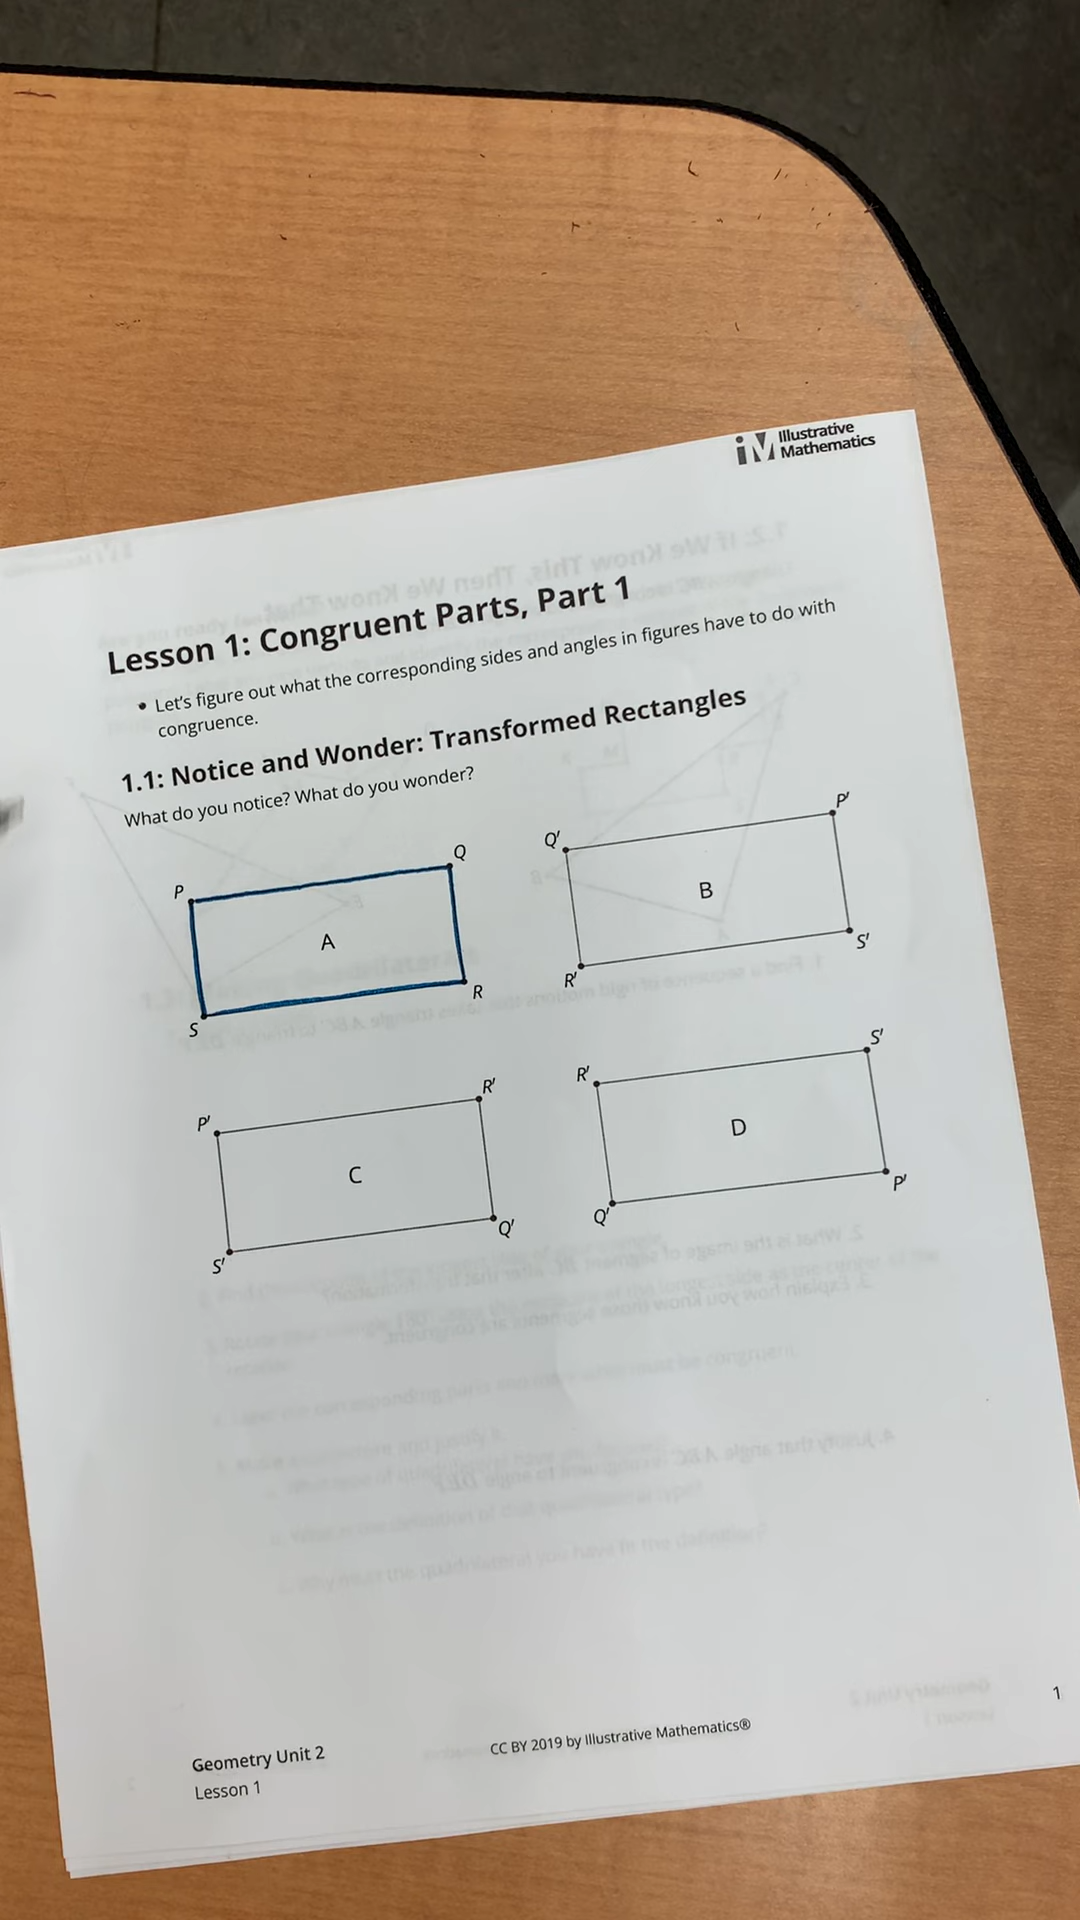 Illustrative
Mathematics
Lesson 1: Congruent Parts, Part 1
• Let's figure out what the corresponding sides and angles in figures have to do with
congruence.
1.1: Notice and Wonder: Transformed Rectangles
What do you notice? What do you wonder?
P Q
A
S R
Q' P'
B
R' S'
P' R'
C
S' Q'
R' S'
D
Q' P'
Geometry Unit 2
Lesson 1
CC BY 2019 by Illustrative Mathematics®
1